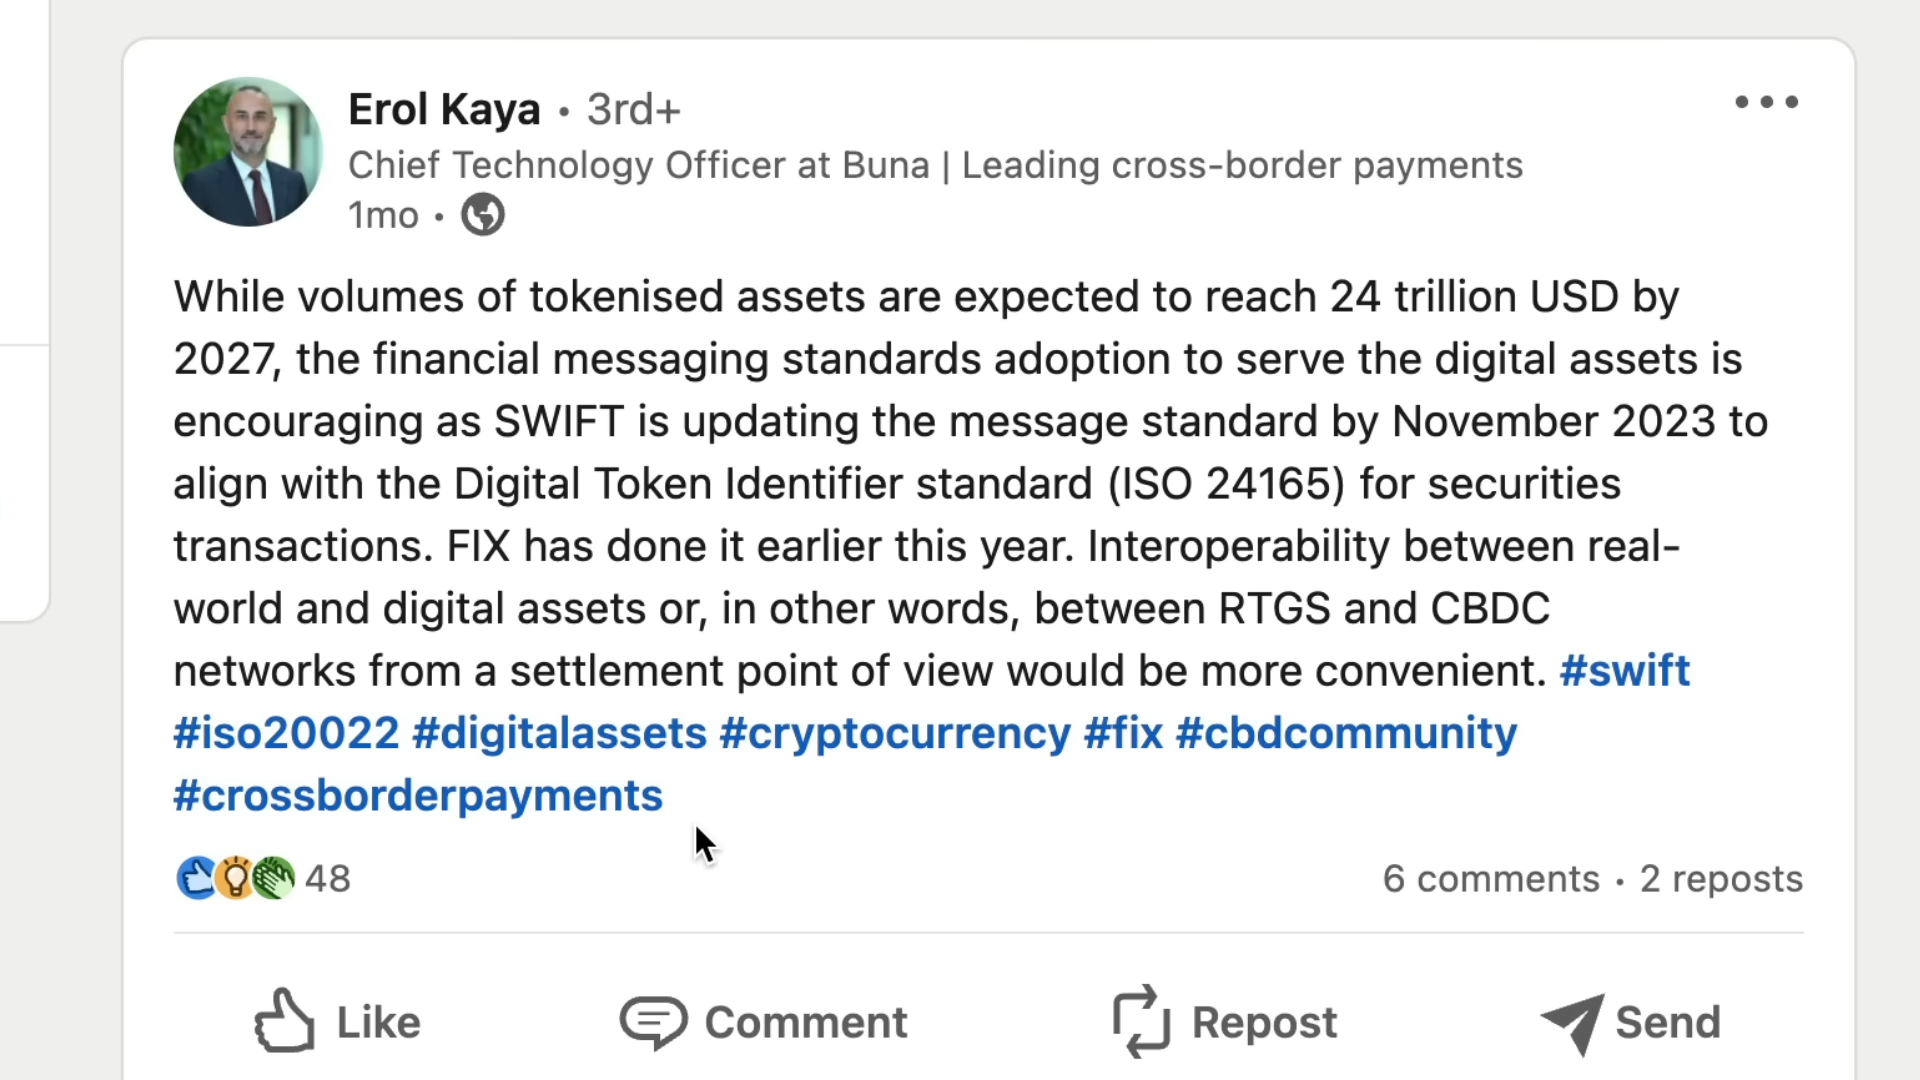 Erol Kaya • 3rd+
Chief Technology Officer at Buna | Leading cross-border payments
1mo •
While volumes of tokenised assets are expected to reach 24 trillion USD by
2027, the financial messaging standards adoption to serve the digital assets is
encouraging as SWIFT is updating the message standard by November 2023 to
align with the Digital Token Identifier standard (ISO 24165) for securities
transactions. FIX has done it earlier this year. Interoperability between real-
world and digital assets or, in other words, between RTGS and CBDC
networks from a settlement point of view would be more convenient. #swift
#iso20022 #digitalassets #cryptocurrency #fix #cbdcommunity
#crossborderpayments
48
6 comments • 2 reposts
Like
Comment
Repost
Send